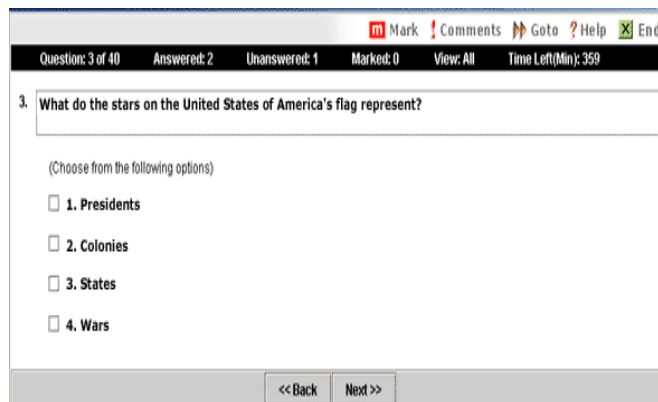 m Mark ! Comments Goto ? Help X End
Question: 3 of 40 Answered: 2 Unanswered: 1 Marked: 0 View: All Time Left(Min): 359
3. What do the stars on the United States of America's flag represent?
(Choose from the following options)
1. Presidents
2. Colonies
3. States
4. Wars
<< Back Next >>